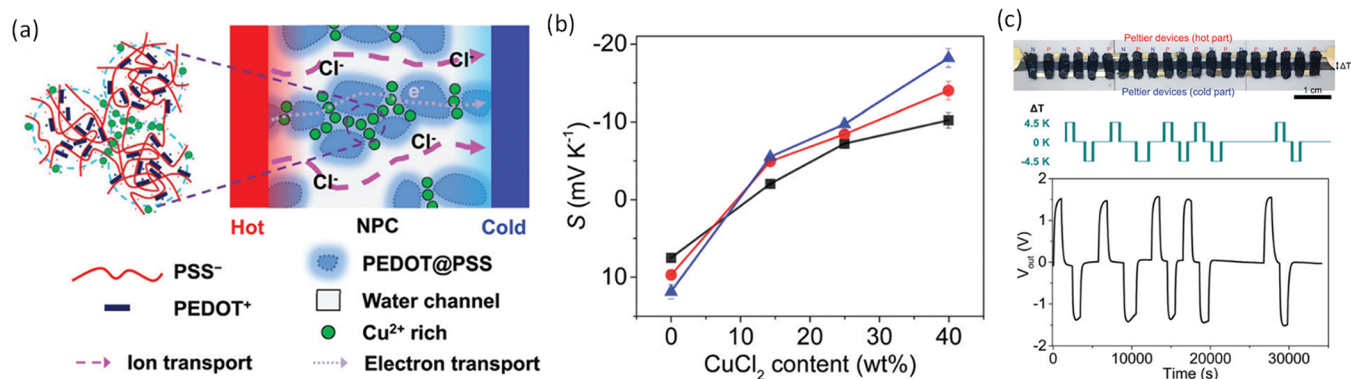 (a)
Cl⁻
Cl⁻
e⁻
Cl⁻
Cl⁻
Hot
NPC
Cold
PSS⁻
PEDOT⁺
Ion transport
PEDOT@PSS
Water channel
Cu²⁺ rich
Electron transport
(b)
S (mV K⁻¹)
-20
-10
0
10
0
10
20
30
40
CuCl₂ content (wt%)
(c)
Peltier devices (hot part)
Peltier devices (cold part)
ΔT
1 cm
ΔT
4.5 K
0 K
-4.5 K
Vout (V)
2
1
0
-1
-2
0
10000
20000
30000
Time (s)